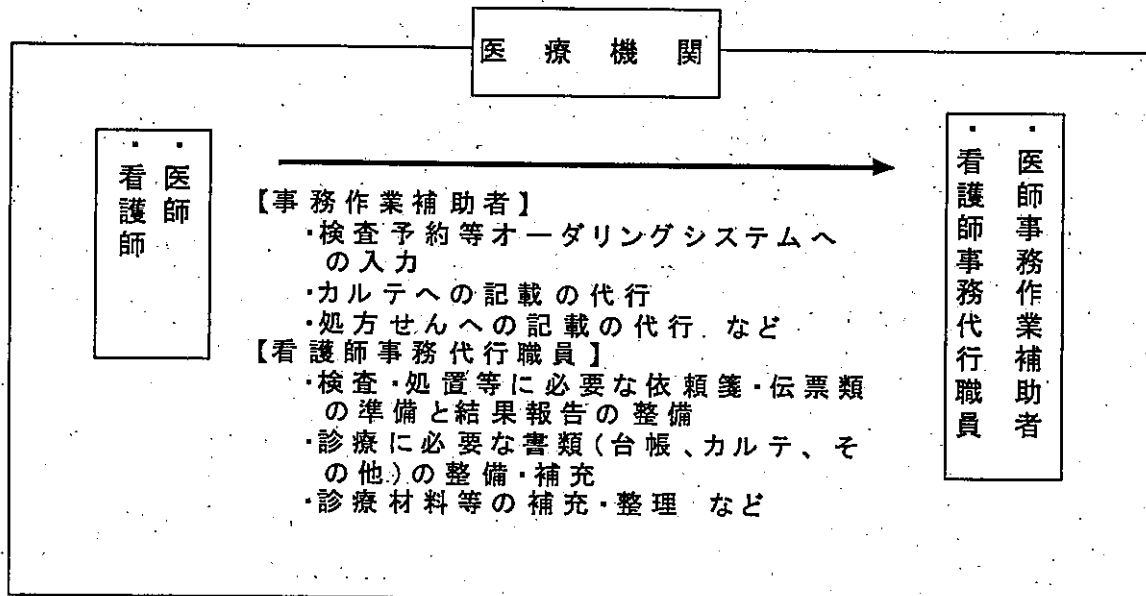 医療機関
・医師
・看護師
【事務作業補助者】
・検査予約等オーダリングシステムへ
の入力
・カルテへの記載の代行
・処方せんへの記載の代行 など
【看護師事務代行職員】
・検査・処置等に必要な依頼箋・伝票類
の準備と結果報告の整備
・診療に必要な書類(台帳、カルテ、そ
の他)の整備・補充
・診療材料等の補充・整理 など
・医師事務作業補助者
・看護師事務代行職員